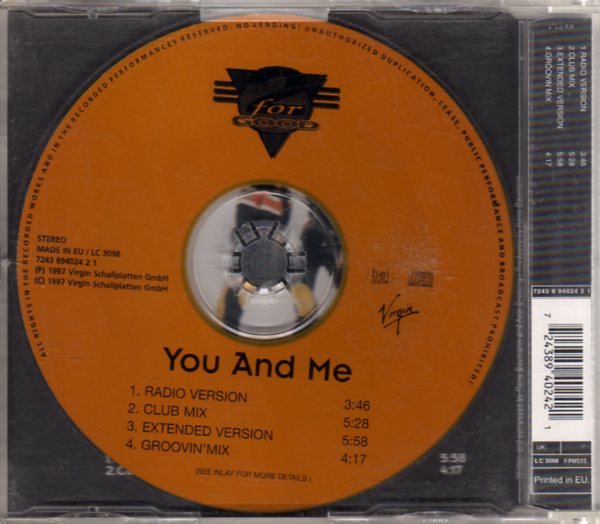 ALL RIGHTS IN THE RECORDED WORKS AND IN THE RECORDED PERFORMANCES RESERVED. NO LENDING! UNAUTHORIZED DUPLICATION, LEASE, PUBLIC PERFORMANCE AND BROADCAST PROHIBITED!
for
GOOD
STEREO
MADE IN EU / LC 3098
7243 894024 2 1
(P) 1997 Virgin Schallplatten GmbH
(C) 1997 Virgin Schallplatten GmbH
bel
Virgin
You And Me
1. RADIO VERSION 3:46
2. CLUB MIX 5:28
3. EXTENDED VERSION 5:58
4. GROOVIN'MIX 4:17
(SEE INLAY FOR MORE DETAILS )
5:58
4:17
1. RADIO VERSION 3:46
2. CLUB MIX 5:28
3. EXTENDED VERSION 5:58
4. GROOVIN'MIX 4:17
7243 8 94024 2 1
7 24389 40242 1
UK:
LC 3098 F:PM515
Printed in EU.